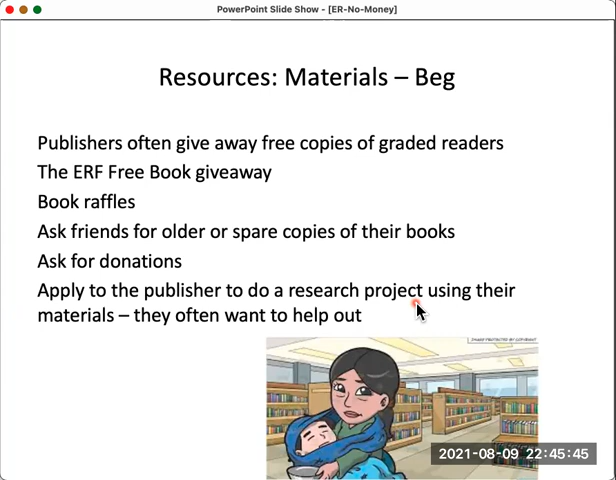 PowerPoint Slide Show - [ER-No-Money]
Resources: Materials – Beg
Publishers often give away free copies of graded readers
The ERF Free Book giveaway
Book raffles
Ask friends for older or spare copies of their books
Ask for donations
Apply to the publisher to do a research project using their
materials – they often want to help out
2021-08-09 22:45:45